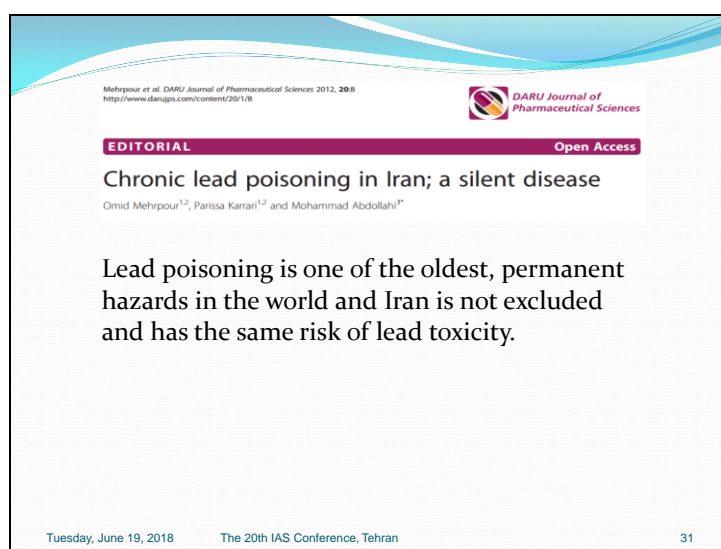 Mehrpour et al. DARU Journal of Pharmaceutical Sciences 2012, 20:8
http://www.darujps.com/content/20/1/8
DARU Journal of
Pharmaceutical Sciences
EDITORIAL Open Access
Chronic lead poisoning in Iran; a silent disease
Omid Mehrpour1,2, Parissa Karrari1,2 and Mohammad Abdollahi3*
Lead poisoning is one of the oldest, permanent
hazards in the world and Iran is not excluded
and has the same risk of lead toxicity.
Tuesday, June 19, 2018 The 20th IAS Conference, Tehran 31